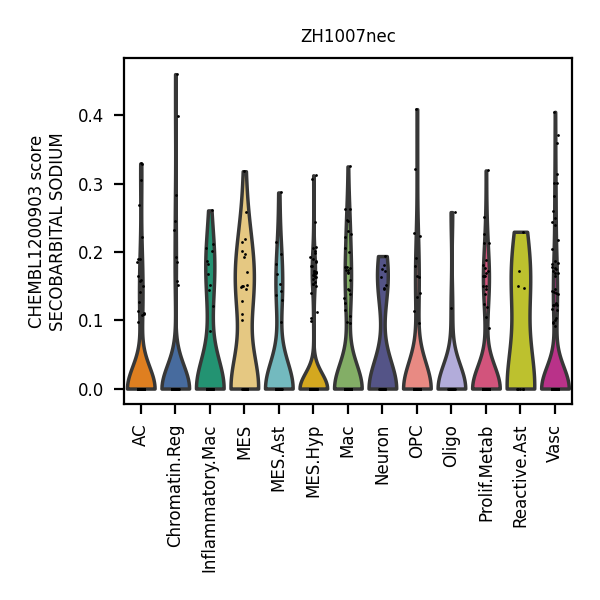 ZH1007nec
CHEMBL1200903 score
SECOBARBITAL SODIUM
0.4
0.3
0.2
0.1
0.0
AC
Chromatin.Reg
Inflammatory.Mac
MES
MES.Ast
MES.Hyp
Mac
Neuron
OPC
Oligo
Prolif.Metab
Reactive.Ast
Vasc